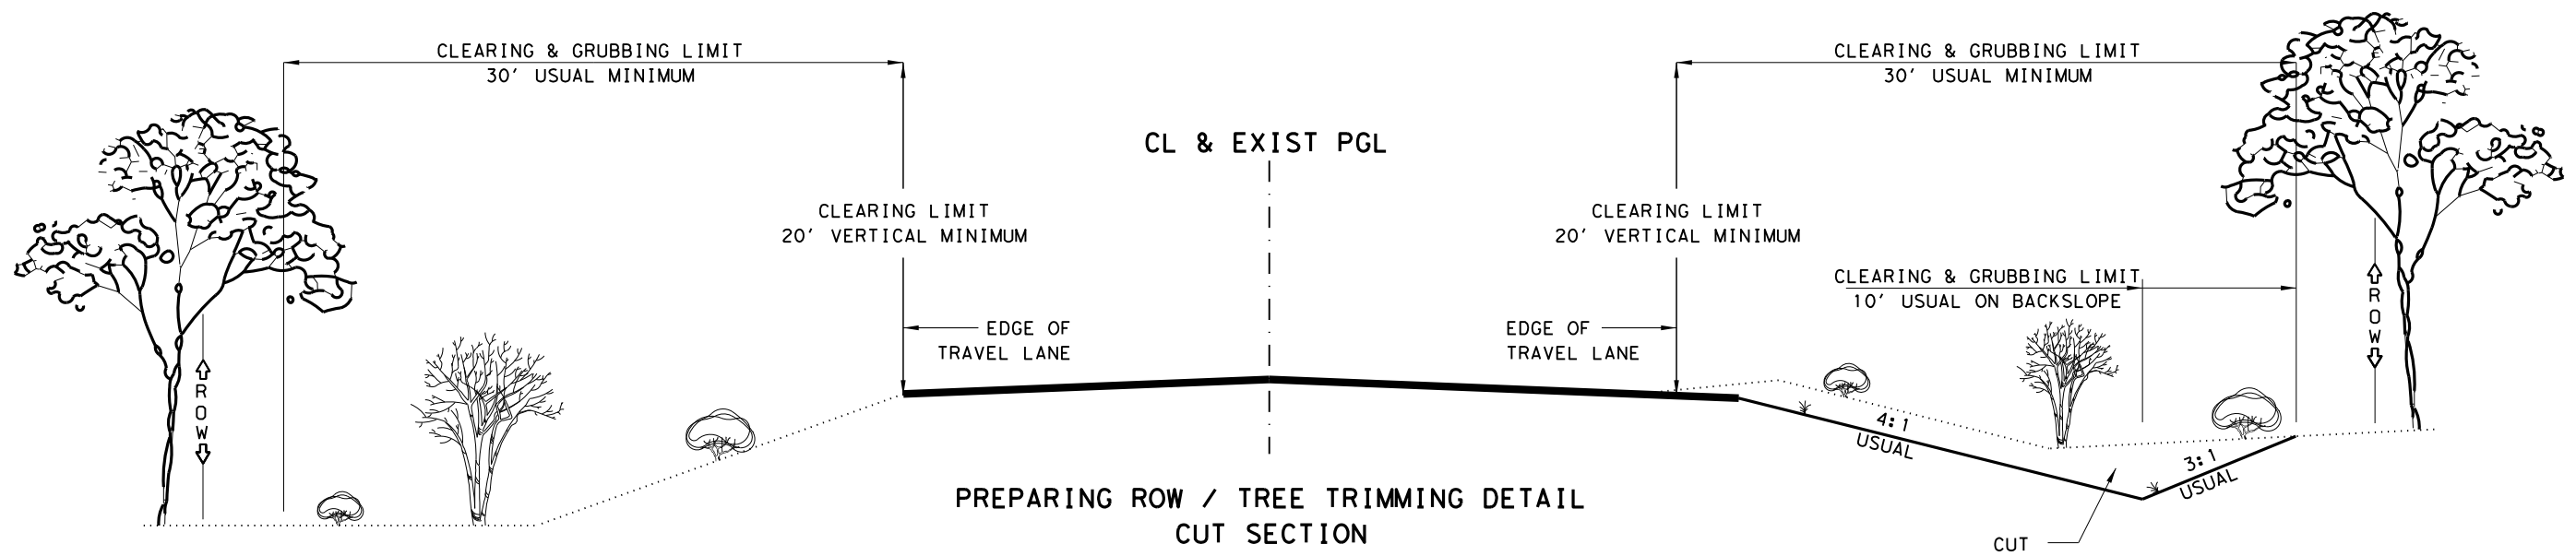 CLEARING & GRUBBING LIMIT
30' USUAL MINIMUM
CLEARING & GRUBBING LIMIT
30' USUAL MINIMUM
CL & EXIST PGL
CLEARING LIMIT
20' VERTICAL MINIMUM
CLEARING LIMIT
20' VERTICAL MINIMUM
CLEARING & GRUBBING LIMIT
10' USUAL ON BACKSLOPE
EDGE OF
TRAVEL LANE
EDGE OF
TRAVEL LANE
ROW
ROW
4:1
USUAL
3:1
USUAL
PREPARING ROW / TREE TRIMMING DETAIL
CUT SECTION
CUT